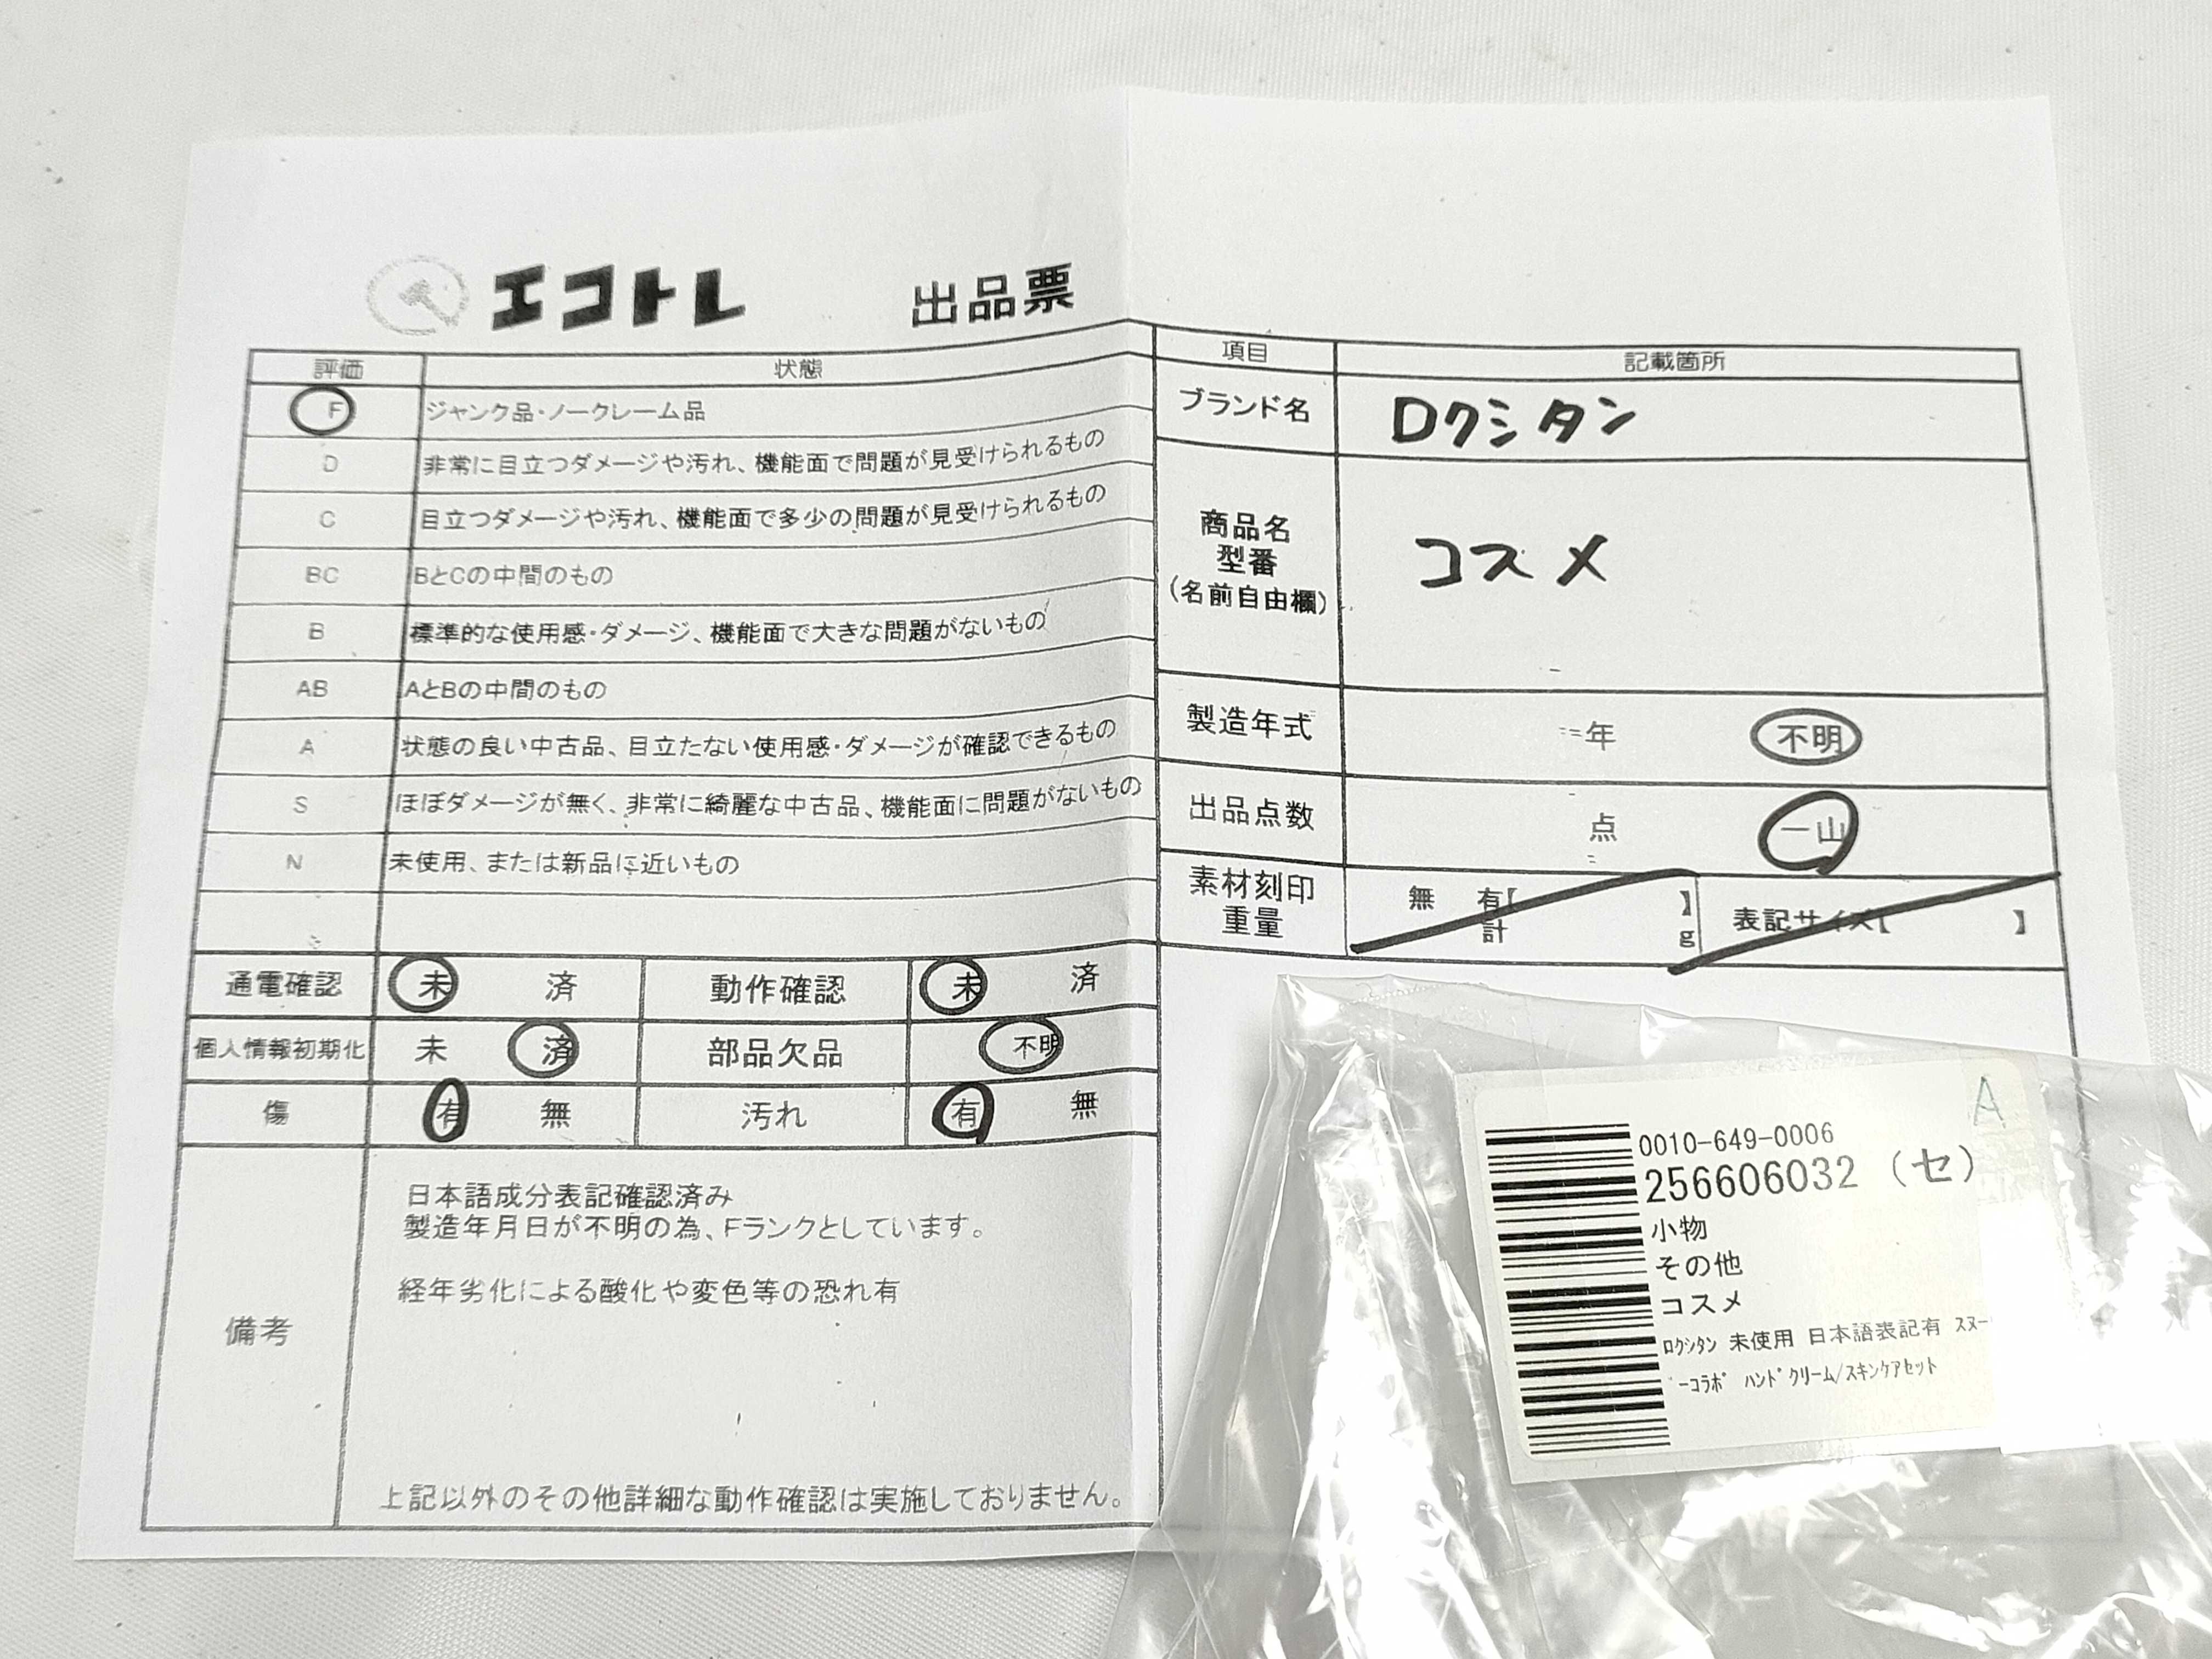 エコトレ 出品票
評価 状態
F ジャンク品・ノークレーム品
D 非常に目立つダメージや汚れ、機能面で問題が見受けられるもの
C 目立つダメージや汚れ、機能面で多少の問題が見受けられるもの
BC BとCの中間のもの
B 標準的な使用感・ダメージ、機能面で大きな問題がないもの
AB AとBの中間のもの
A 状態の良い中古品、目立たない使用感・ダメージが確認できるもの
S ほぼダメージが無く、非常に綺麗な中古品、機能面に問題がないもの
N 未使用、または新品に近いもの
通電確認 未 済 動作確認 未 済
個人情報初期化 未 済 部品欠品 不明
傷 有 無 汚れ 有 無
備考
日本語成分表記確認済み
製造年月日が不明の為、Fランクとしています。
経年劣化による酸化や変色等の恐れ有
上記以外のその他詳細な動作確認は実施しておりません。
項目 記載箇所
ブランド名 ロクシタン
商品名
型番
(名前自由欄)
コスメ
製造年式 年 不明
出品点数 点 一山
素材刻印
重量
無 有【 】
計 g
表記サイズ【 】
A
0010-649-0006
256606032 (セ)
小物
その他
コスメ
ﾛｸｼﾀﾝ 未使用 日本語表記有 ｽﾇｰ
ﾞｰｺﾗﾎﾞ ﾊﾝﾄﾞｸﾘｰﾑ/ｽｷﾝｹｱｾｯﾄ